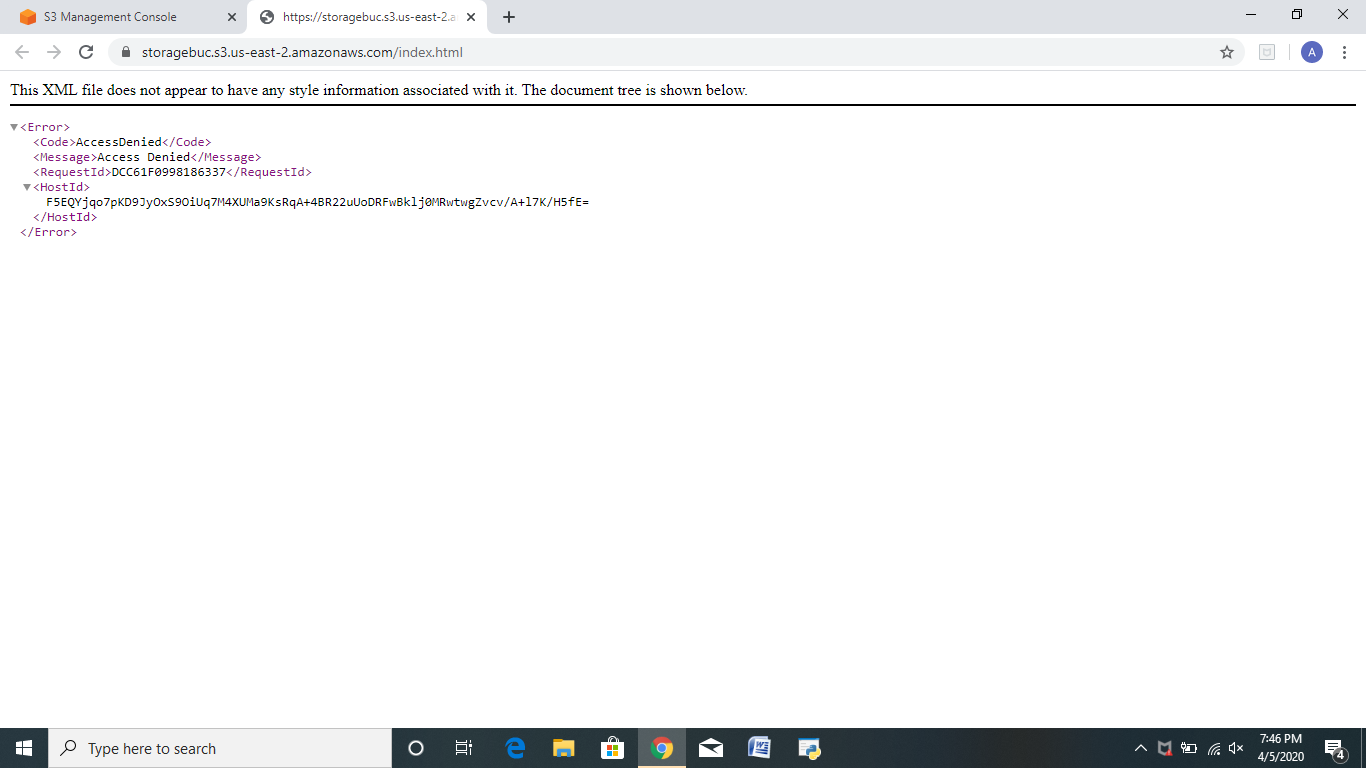 S3 Management Console
https://storagebuc.s3.us-east-2.a
storagebuc.s3.us-east-2.amazonaws.com/index.html
A
This XML file does not appear to have any style information associated with it. The document tree is shown below.
<Error>
<Code>AccessDenied</Code>
<Message>Access Denied</Message>
<RequestId>DCC61F0998186337</RequestId>
<HostId>
F5EQYjqo7pKD9JyOxS9OiUq7M4XUMa9KsRqA+4BR22uUoDRFwBklj0MRwtwgZvcv/A+l7K/H5fE=
</HostId>
</Error>
Type here to search
7:46 PM
4/5/2020
4